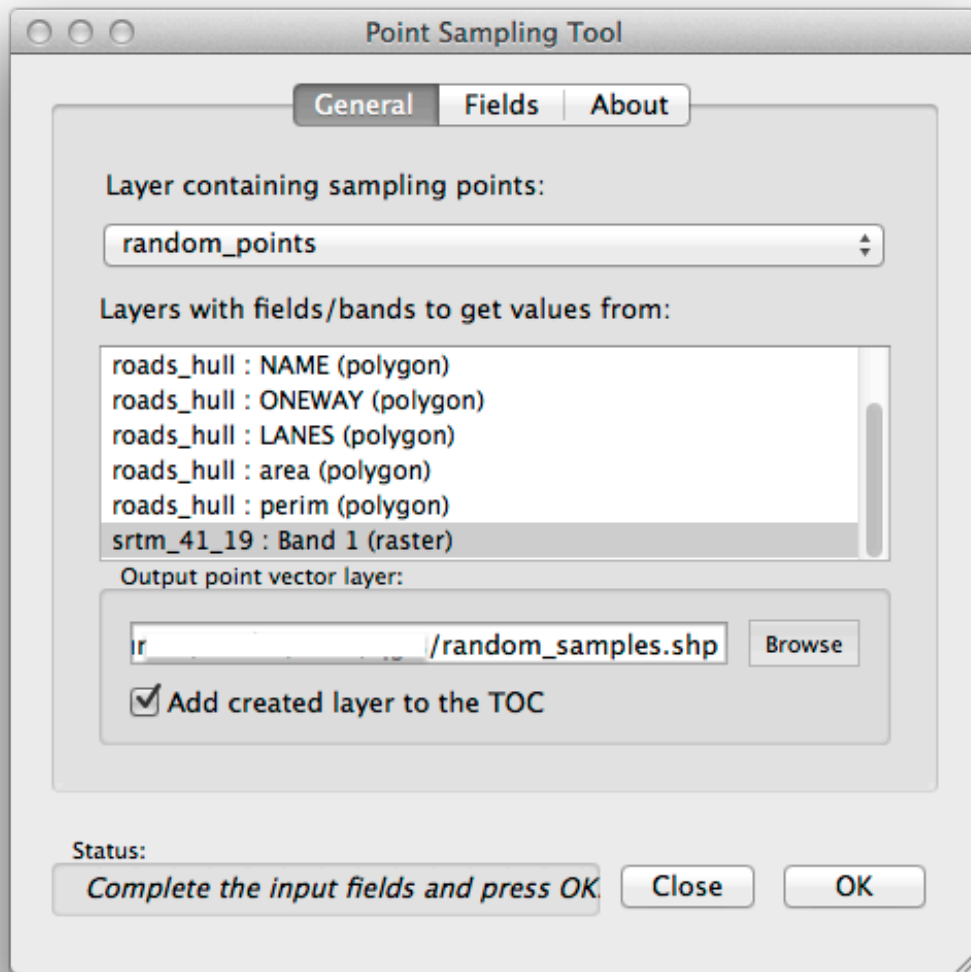 Point Sampling Tool
General Fields About
Layer containing sampling points:
random_points
Layers with fields/bands to get values from:
roads_hull : NAME (polygon)
roads_hull : ONEWAY (polygon)
roads_hull : LANES (polygon)
roads_hull : area (polygon)
roads_hull : perim (polygon)
srtm_41_19 : Band 1 (raster)
Output point vector layer:
/random_samples.shp Browse
Add created layer to the TOC
Status:
Complete the input fields and press OK Close OK